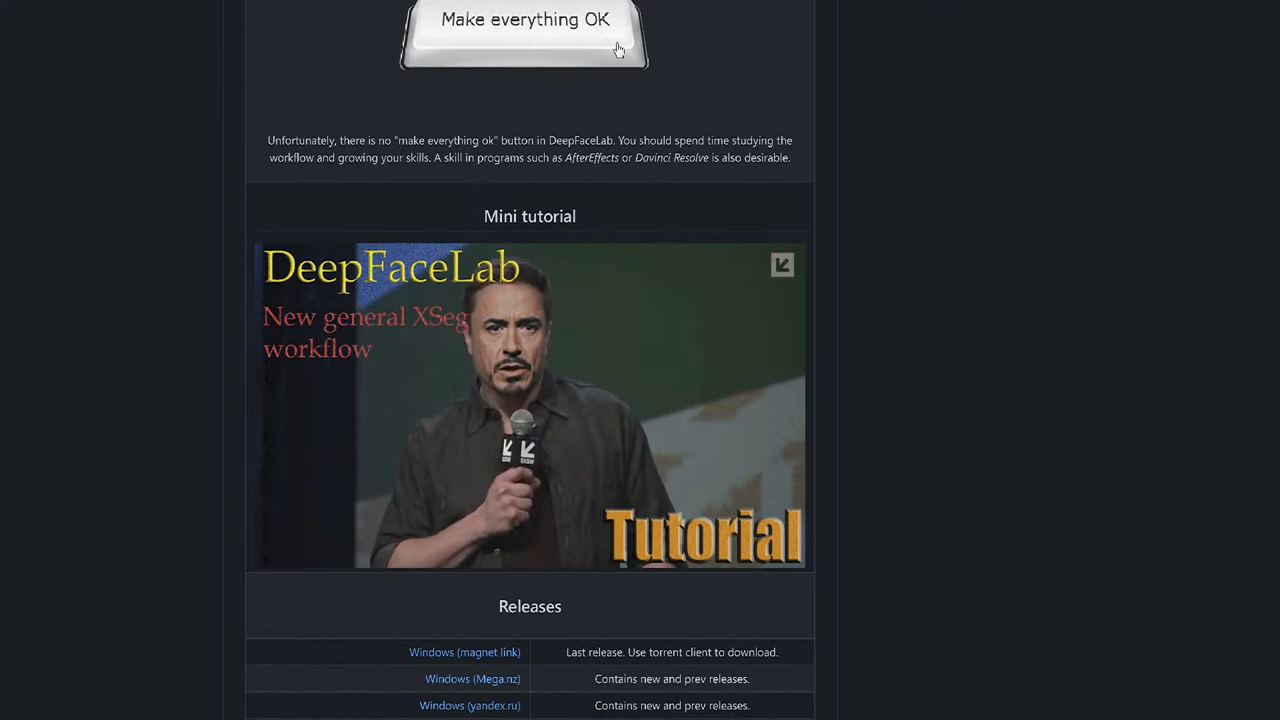 Make everything OK
Unfortunately, there is no "make everything ok" button in DeepFaceLab. You should spend time studying the
workflow and growing your skills. A skill in programs such as AfterEffects or Davinci Resolve is also desirable.
Mini tutorial
DeepFaceLab
New general XSeg
workflow
SXSW
Tutorial
Releases
Windows (magnet link) Last release. Use torrent client to download.
Windows (Mega.nz) Contains new and prev releases.
Windows (yandex.ru) Contains new and prev releases.